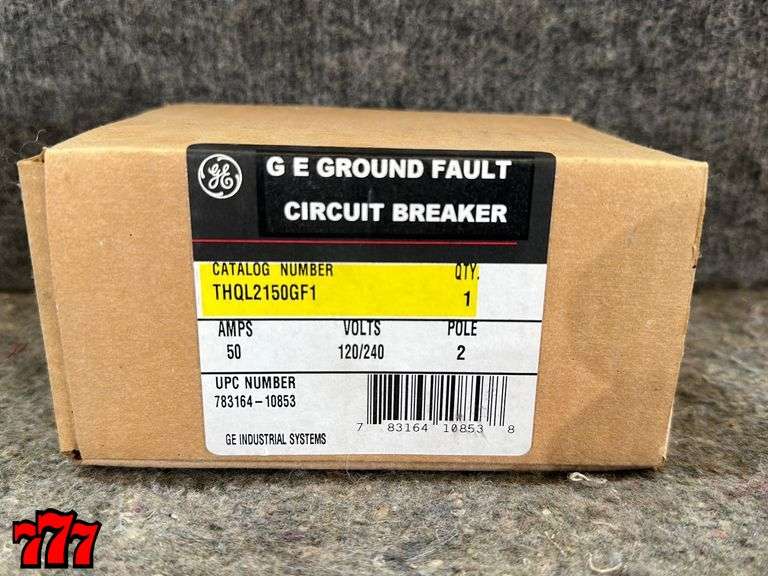 GE
G E GROUND FAULT
CIRCUIT BREAKER
CATALOG NUMBER QTY.
THQL2150GF1 1
AMPS VOLTS POLE
50 120/240 2
UPC NUMBER
783164-10853
7 83164 10853 8
GE INDUSTRIAL SYSTEMS
777